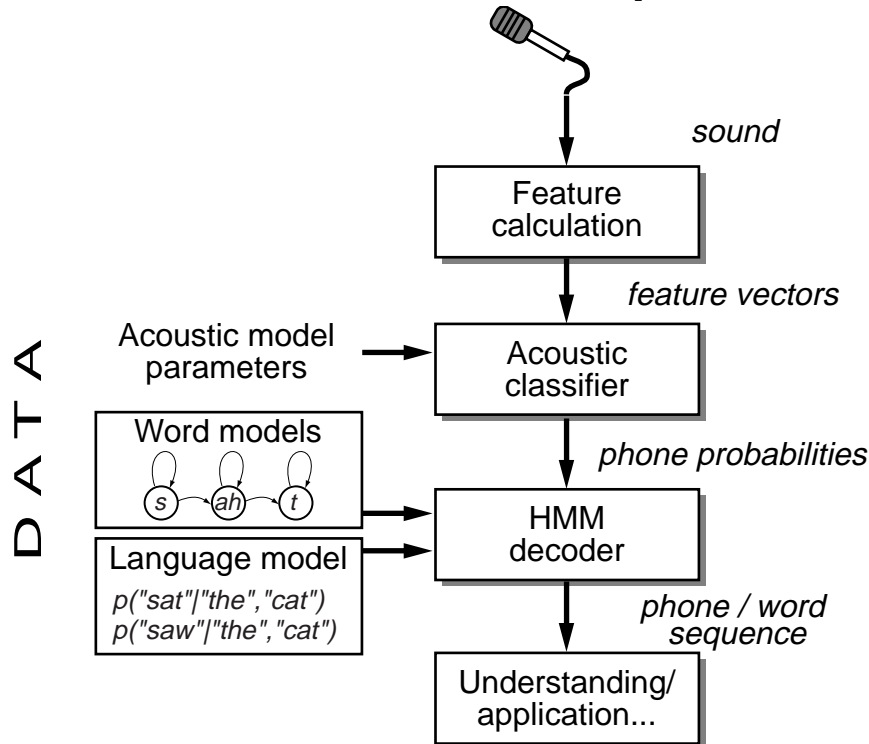 sound
Feature
calculation
feature vectors
Acoustic model
parameters
Acoustic
classifier
D A T A
Word models
s ah t
phone probabilities
HMM
decoder
Language model
p("sat"|"the","cat")
p("saw"|"the","cat")
phone / word
sequence
Understanding/
application...